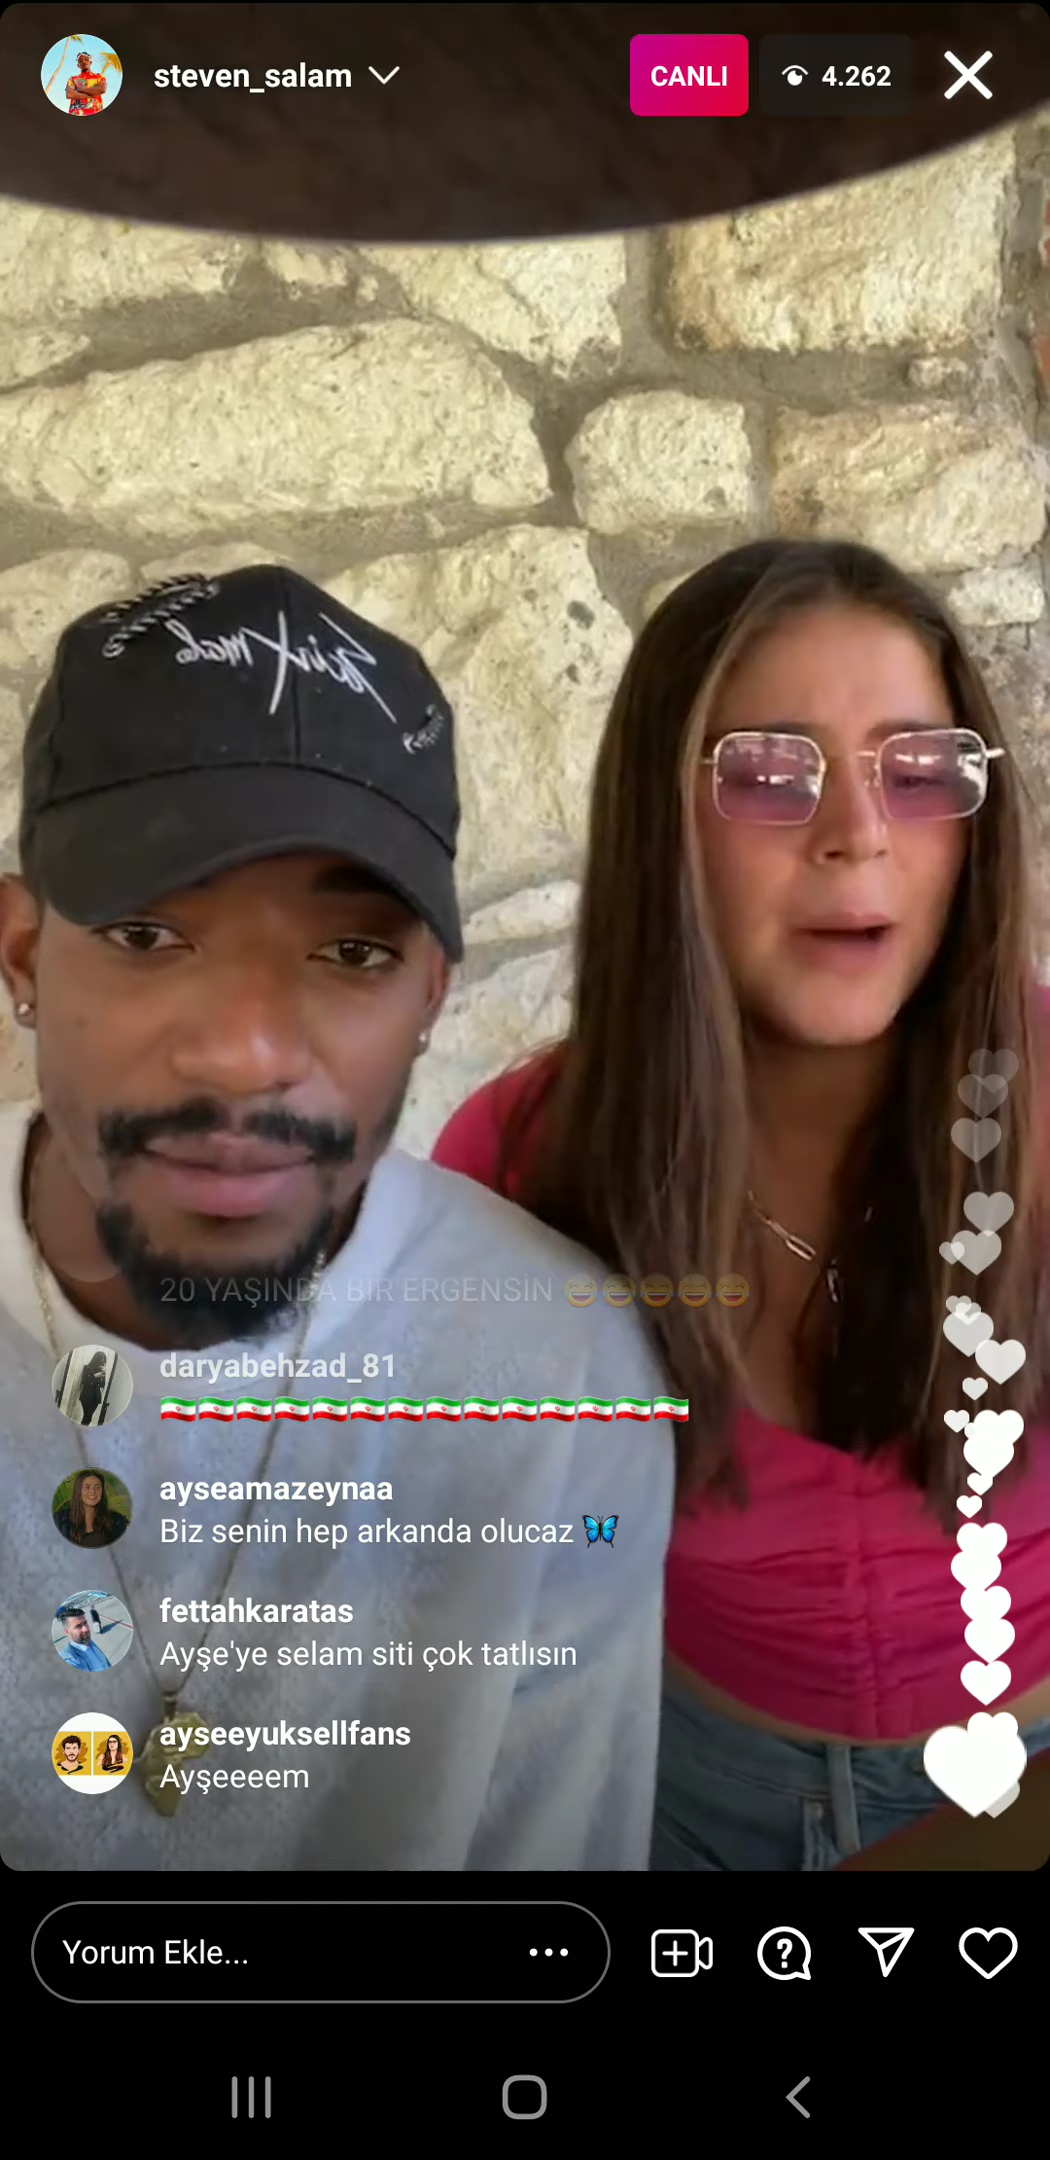 steven_salam
CANLI
4.262
20 YAŞINDA BİR ERGENSİN 😂😂😂😂😂
daryabehzad_81
🇮🇷🇮🇷🇮🇷🇮🇷🇮🇷🇮🇷🇮🇷🇮🇷🇮🇷🇮🇷🇮🇷🇮🇷🇮🇷🇮🇷
ayseamazeynaa
Biz senin hep arkanda olucaz 🦋
fettahkaratas
Ayşe'ye selam siti çok tatlısın
ayseeyuksellfans
Ayşeeeem
Yorum Ekle...